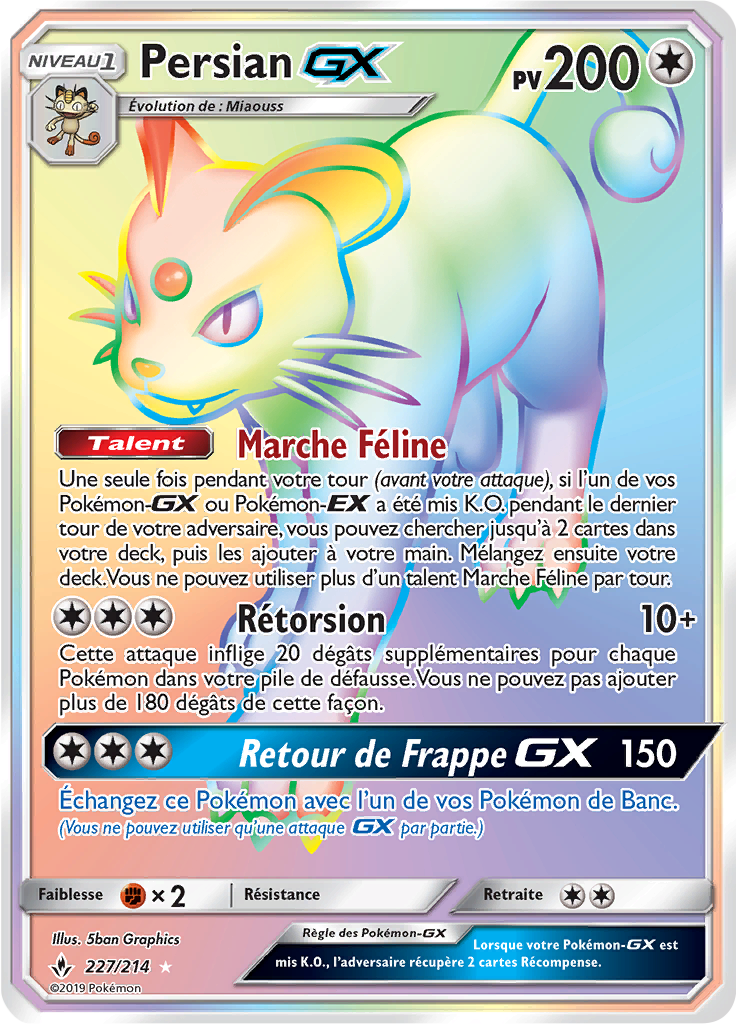 NIVEAU 1
Persian GX
PV 200
Évolution de : Miaouss
Talent Marche Féline
Une seule fois pendant votre tour (avant votre attaque), si l'un de vos
Pokémon-GX ou Pokémon-EX a été mis K.O. pendant le dernier
tour de votre adversaire, vous pouvez chercher jusqu'à 2 cartes dans
votre deck, puis les ajouter à votre main. Mélangez ensuite votre
deck. Vous ne pouvez utiliser plus d'un talent Marche Féline par tour.
Rétorsion 10+
Cette attaque inflige 20 dégâts supplémentaires pour chaque
Pokémon dans votre pile de défausse. Vous ne pouvez pas ajouter
plus de 180 dégâts de cette façon.
Retour de Frappe GX 150
Échangez ce Pokémon avec l'un de vos Pokémon de Banc.
(Vous ne pouvez utiliser qu'une attaque GX par partie.)
Faiblesse × 2 Résistance Retraite
Illus. 5ban Graphics
227/214
©2019 Pokémon
Règle des Pokémon-GX
Lorsque votre Pokémon-GX est
mis K.O., l'adversaire récupère 2 cartes Récompense.